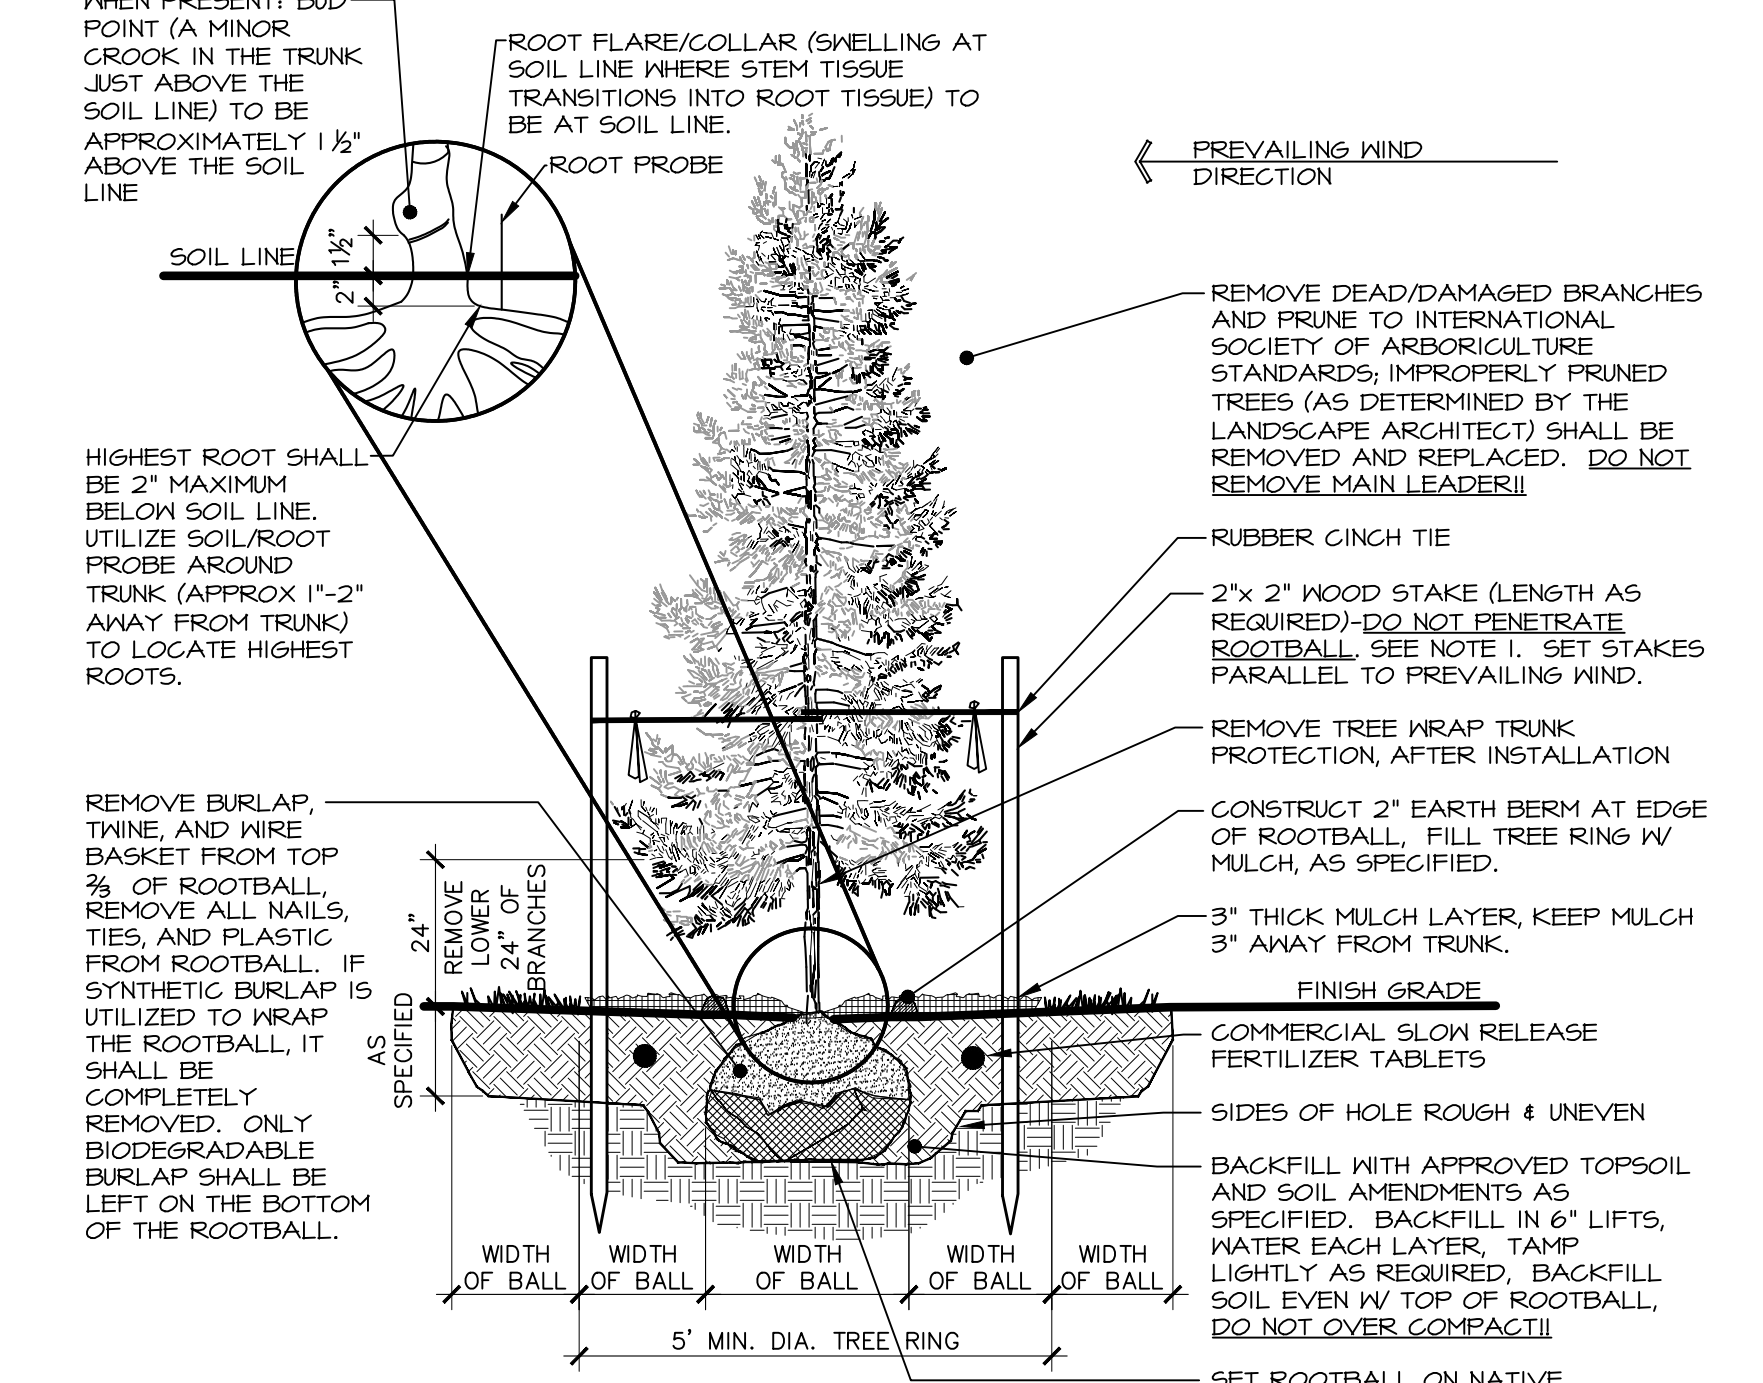 WHEN PRESENT: BUD
POINT (A MINOR
CROOK IN THE TRUNK
JUST ABOVE THE
SOIL LINE) TO BE
APPROXIMATELY 1 ½"
ABOVE THE SOIL
LINE
ROOT FLARE/COLLAR (SWELLING AT
SOIL LINE WHERE STEM TISSUE
TRANSITIONS INTO ROOT TISSUE) TO
BE AT SOIL LINE.
ROOT PROBE
PREVAILING WIND
DIRECTION
SOIL LINE
1½"
2"
HIGHEST ROOT SHALL
BE 2" MAXIMUM
BELOW SOIL LINE.
UTILIZE SOIL/ROOT
PROBE AROUND
TRUNK (APPROX 1"-2"
AWAY FROM TRUNK)
TO LOCATE HIGHEST
ROOTS.
REMOVE DEAD/DAMAGED BRANCHES
AND PRUNE TO INTERNATIONAL
SOCIETY OF ARBORICULTURE
STANDARDS; IMPROPERLY PRUNED
TREES (AS DETERMINED BY THE
LANDSCAPE ARCHITECT) SHALL BE
REMOVED AND REPLACED. DO NOT
REMOVE MAIN LEADER!!
RUBBER CINCH TIE
2"x 2" WOOD STAKE (LENGTH AS
REQUIRED)-DO NOT PENETRATE
ROOTBALL. SEE NOTE 1. SET STAKES
PARALLEL TO PREVAILING WIND.
REMOVE TREE WRAP TRUNK
PROTECTION, AFTER INSTALLATION
CONSTRUCT 2" EARTH BERM AT EDGE
OF ROOTBALL, FILL TREE RING W/
MULCH, AS SPECIFIED.
3" THICK MULCH LAYER, KEEP MULCH
3" AWAY FROM TRUNK.
FINISH GRADE
COMMERCIAL SLOW RELEASE
FERTILIZER TABLETS
SIDES OF HOLE ROUGH & UNEVEN
BACKFILL WITH APPROVED TOPSOIL
AND SOIL AMENDMENTS AS
SPECIFIED. BACKFILL IN 6" LIFTS,
WATER EACH LAYER, TAMP
LIGHTLY AS REQUIRED, BACKFILL
SOIL EVEN W/ TOP OF ROOTBALL,
DO NOT OVER COMPACT!!
SET ROOTBALL ON NATIVE
REMOVE BURLAP,
TWINE, AND WIRE
BASKET FROM TOP
⅔ OF ROOTBALL,
REMOVE ALL NAILS,
TIES, AND PLASTIC
FROM ROOTBALL. IF
SYNTHETIC BURLAP IS
UTILIZED TO WRAP
THE ROOTBALL, IT
SHALL BE
COMPLETELY
REMOVED. ONLY
BIODEGRADABLE
BURLAP SHALL BE
LEFT ON THE BOTTOM
OF THE ROOTBALL.
24"
REMOVE
LOWER
24" OF
BRANCHES
AS
SPECIFIED
WIDTH
OF BALL
WIDTH
OF BALL
WIDTH
OF BALL
WIDTH
OF BALL
WIDTH
OF BALL
5' MIN. DIA. TREE RING